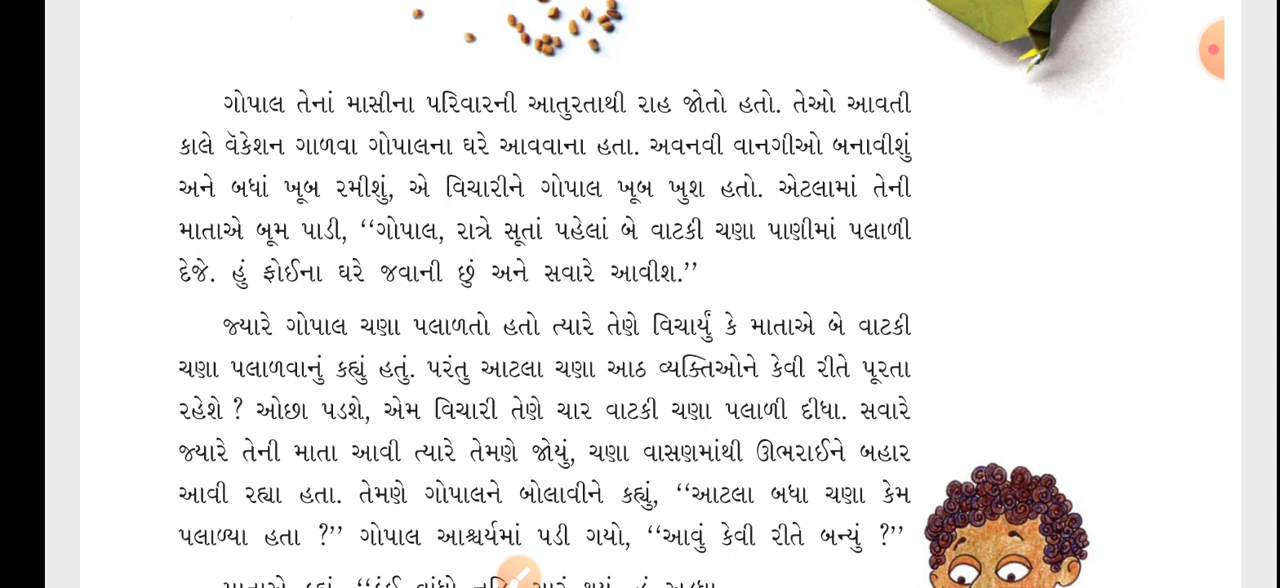 ગોપાલ તેનાં માસીના પરિવારની આતુરતાથી રાહ જોતો હતો. તેઓ આવતી
કાલે વૅકેશન ગાળવા ગોપાલના ઘરે આવવાના હતા. અવનવી વાનગીઓ બનાવીશું
અને બધાં ખૂબ રમીશું, એ વિચારીને ગોપાલ ખૂબ ખુશ હતો. એટલામાં તેની
માતાએ બૂમ પાડી, ‘‘ગોપાલ, રાત્રે સૂતાં પહેલાં બે વાટકી ચણા પાણીમાં પલાળી
દેજે. હું ફોઈના ઘરે જવાની છું અને સવારે આવીશ.’’
જ્યારે ગોપાલ ચણા પલાળતો હતો ત્યારે તેણે વિચાર્યું કે માતાએ બે વાટકી
ચણા પલાળવાનું કહ્યું હતું. પરંતુ આટલા ચણા આઠ વ્યક્તિઓને કેવી રીતે પૂરતા
રહેશે ? ઓછા પડશે, એમ વિચારી તેણે ચાર વાટકી ચણા પલાળી દીધા. સવારે
જ્યારે તેની માતા આવી ત્યારે તેમણે જોયું, ચણા વાસણમાંથી ઊભરાઈને બહાર
આવી રહ્યા હતા. તેમણે ગોપાલને બોલાવીને કહ્યું, ‘‘આટલા બધા ચણા કેમ
પલાળ્યા હતા ?’’ ગોપાલ આશ્ચર્યમાં પડી ગયો, ‘‘આવું કેવી રીતે બન્યું ?’’